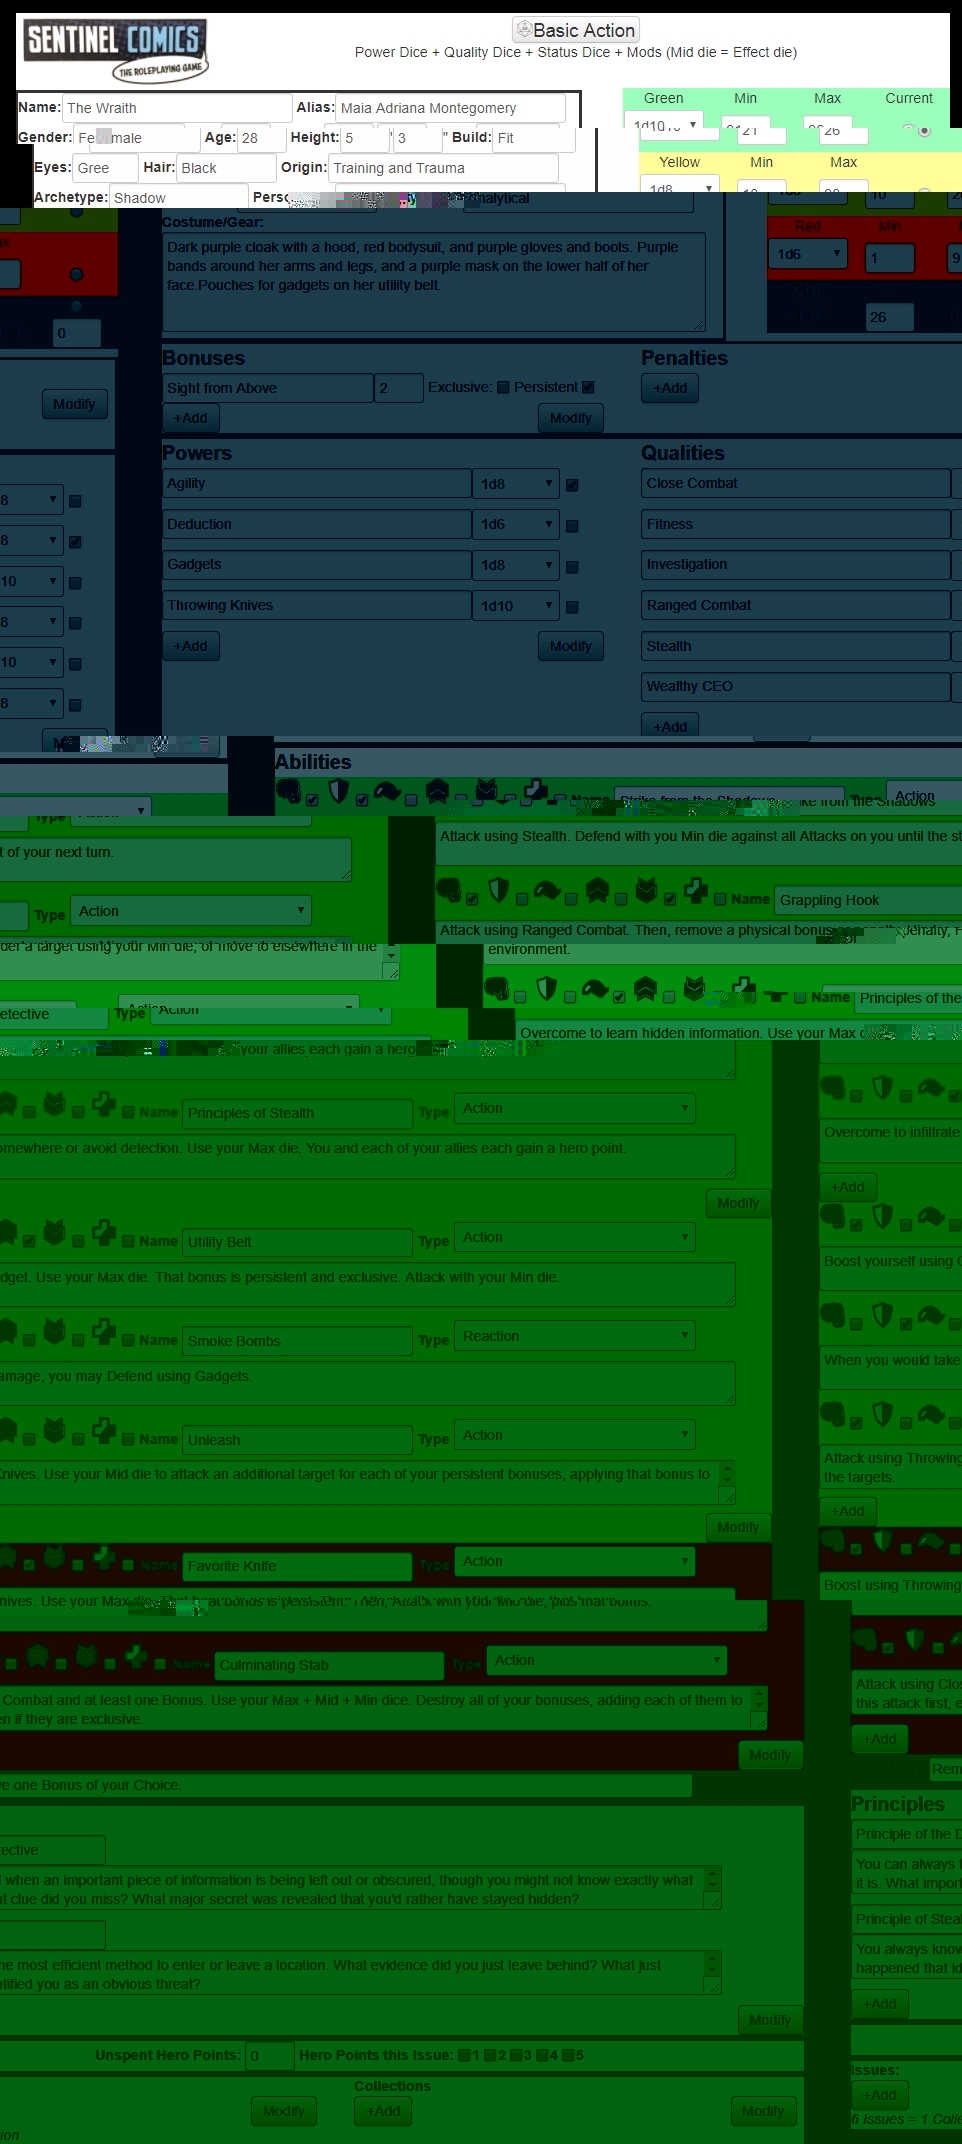 SENTINEL COMICS
THE ROLEPLAYING GAME
Basic Action
Power Dice + Quality Dice + Status Dice + Mods (Mid die = Effect die)
Name: The Wraith Alias: Maia Adriana Montegomery
Green Min Max Current
Gender: Fe male Age: 28 Height: 5 ' 3 " Build: Fit
1d10 21 26
Eyes: Gree Hair: Black Origin: Training and Trauma
Yellow Min Max
Archetype: Shadow
1d8
Costume/Gear:
Red Min
Dark purple cloak with a hood, red bodysuit, and purple gloves and boots. Purple
bands around her arms and legs, and a purple mask on the lower half of her
face.Pouches for gadgets on her utility belt.
1d6 1 9
0
26
Bonuses Penalties
Sight from Above 2 Exclusive: Persistent
+Add
Modify
+Add Modify
Powers Qualities
8 Agility 1d8 Close Combat
8 Deduction 1d6 Fitness
10 Gadgets 1d8 Investigation
8 Throwing Knives 1d10 Ranged Combat
10 +Add Modify Stealth
8 Wealthy CEO
+Add
Abilities
Name Strike from the Shadows Type Action
ke from the Shadows
Type Action
Attack using Stealth. Defend with you Min die against all Attacks on you until the st
t of your next turn.
Type Action
Name Grappling Hook
Attack using Ranged Combat. Then, remove a physical bonus
der a target using your Min die, or move to elsewhere in the
environment.
Name Principles of the
etective Type Action
Overcome to learn hidden information. Use your Max
your allies each gain a hero
Name Principles of Stealth Type Action
Overcome to infiltrate
omewhere or avoid detection. Use your Max die. You and each of your allies each gain a hero point.
+Add
Modify
Name Utility Belt Type Action
Boost yourself using
dget. Use your Max die. That bonus is persistent and exclusive. Attack with your Min die.
Name Smoke Bombs Type Reaction
When you would take
amage, you may Defend using Gadgets.
Name Unleash Type Action
Attack using Throwing
Knives. Use your Mid die to attack an additional target for each of your persistent bonuses, applying that bonus to
the targets.
+Add
Modify
Name Favorite Knife Type Action
Boost using Throwing
nives. Use your Max
Name Culminating Stab Type Action
Attack using Clos
Combat and at least one Bonus. Use your Max + Mid + Min dice. Destroy all of your bonuses, adding each of them to
this attack first, e
en if they are exclusive.
+Add
Modify
Rem
ve one Bonus of your Choice.
Principles
Principle of the D
ective
You can always t
when an important piece of information is being left out or obscured, though you might not know exactly what
it is. What import
t clue did you miss? What major secret was revealed that you'd rather have stayed hidden?
Principle of Steal
You always know
he most efficient method to enter or leave a location. What evidence did you just leave behind? What just
happened that id
ntified you as an obvious threat?
+Add
Modify
Unspent Hero Points: 0 Hero Points this Issue: 1 2 3 4 5
Issues:
Collections
+Add
Modify +Add Modify
6 Issues = 1 Colle
tion